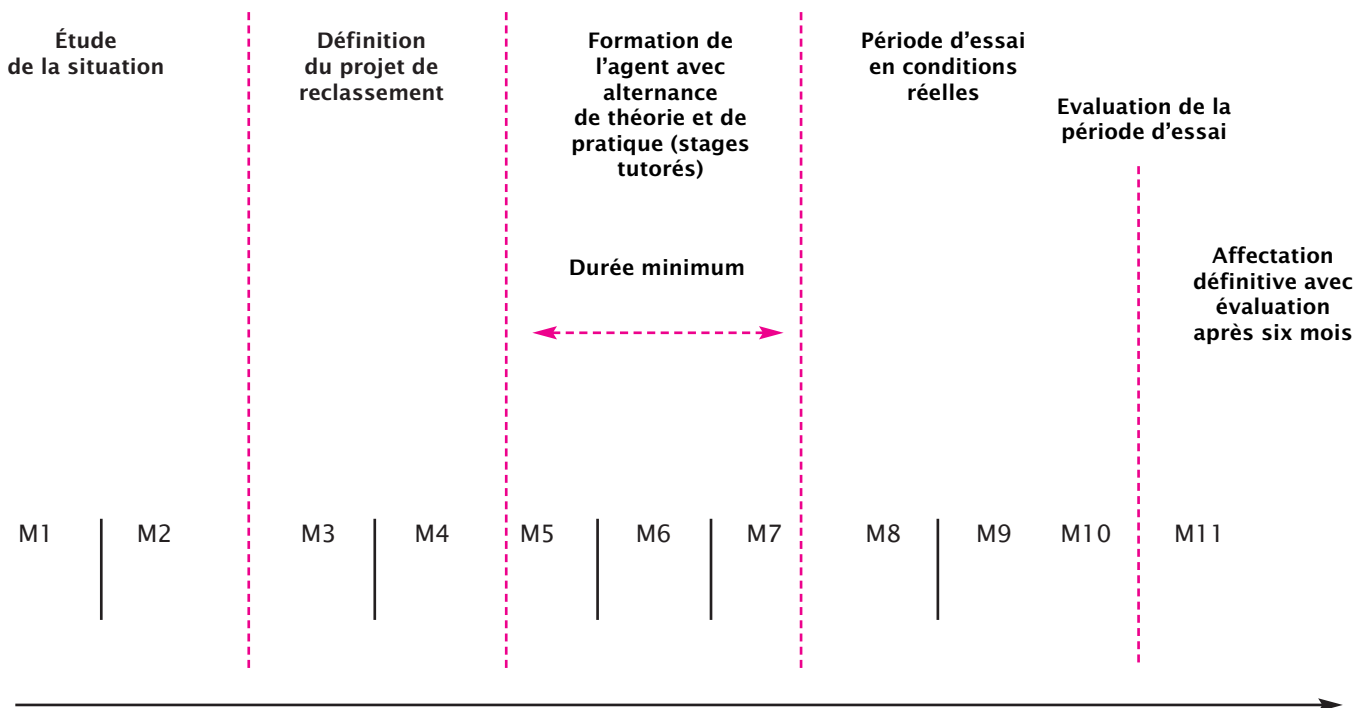 Étude
de la situation
Définition
du projet de
reclassement
Formation de
l’agent avec
alternance
de théorie et de
pratique (stages
tutorés)
Période d’essai
en conditions
réelles
Evaluation de la
période d’essai
Durée minimum
Affectation
définitive avec
évaluation
après six mois
M1 M2 M3 M4 M5 M6 M7 M8 M9 M10 M11